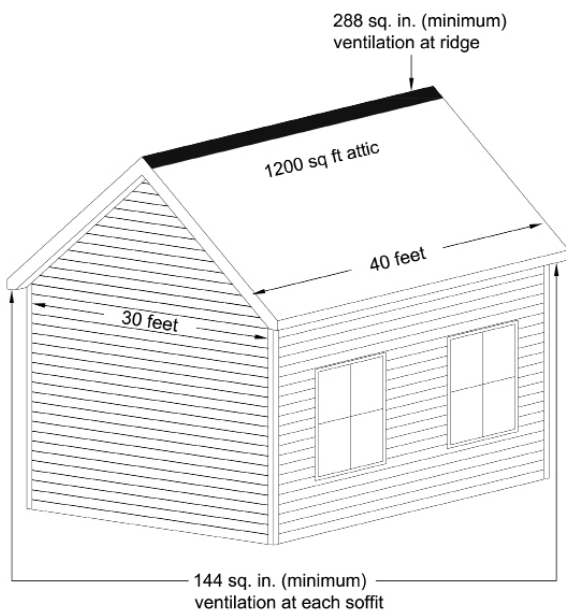 288 sq. in. (minimum)
ventilation at ridge
1200 sq ft attic
40 feet
30 feet
144 sq. in. (minimum)
ventilation at each soffit